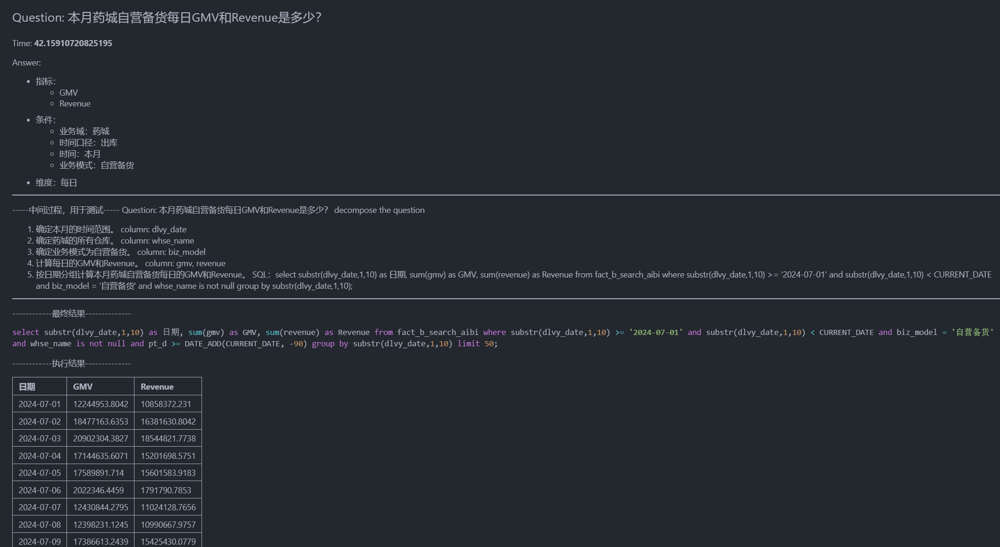 Question: 本月药城自营备货每日GMV和Revenue是多少？
Time: 42.15910720825195
Answer:
• 指标：
◦ GMV
◦ Revenue
• 条件：
◦ 业务域：药城
◦ 时间口径：出库
◦ 时间：本月
◦ 业务模式：自营备货
• 维度：每日
-----中间过程，用于测试----- Question: 本月药城自营备货每日GMV和Revenue是多少？ decompose the question
1. 确定本月的时间范围。 column: dlvy_date
2. 确定药城的所有仓库。 column: whse_name
3. 确定业务模式为自营备货。 column: biz_model
4. 计算每日的GMV和Revenue。 column: gmv, revenue
5. 按日期分组计算本月药城自营备货每日的GMV和Revenue。 SQL：select substr(dlvy_date,1,10) as 日期, sum(gmv) as GMV, sum(revenue) as Revenue from fact_b_search_aibi where substr(dlvy_date,1,10) >= '2024-07-01' and substr(dlvy_date,1,10) < CURRENT_DATE
and biz_model = '自营备货' and whse_name is not null group by substr(dlvy_date,1,10);
------------最终结果--------------
select substr(dlvy_date,1,10) as 日期, sum(gmv) as GMV, sum(revenue) as Revenue from fact_b_search_aibi where substr(dlvy_date,1,10) >= '2024-07-01' and substr(dlvy_date,1,10) < CURRENT_DATE and biz_model = '自营备货'
and whse_name is not null and pt_d >= DATE_ADD(CURRENT_DATE, -90) group by substr(dlvy_date,1,10) limit 50;
------------执行结果--------------
日期 GMV Revenue
2024-07-01 12244953.8042 10858372.231
2024-07-02 18477163.6353 16381630.8042
2024-07-03 20902304.3827 18544821.7738
2024-07-04 17144635.6071 15201698.5751
2024-07-05 17589891.714 15601583.9183
2024-07-06 2022346.4459 1791790.7853
2024-07-07 12430844.2795 11024128.7656
2024-07-08 12398231.1245 10990667.9757
2024-07-09 17386613.2439 15425430.0779